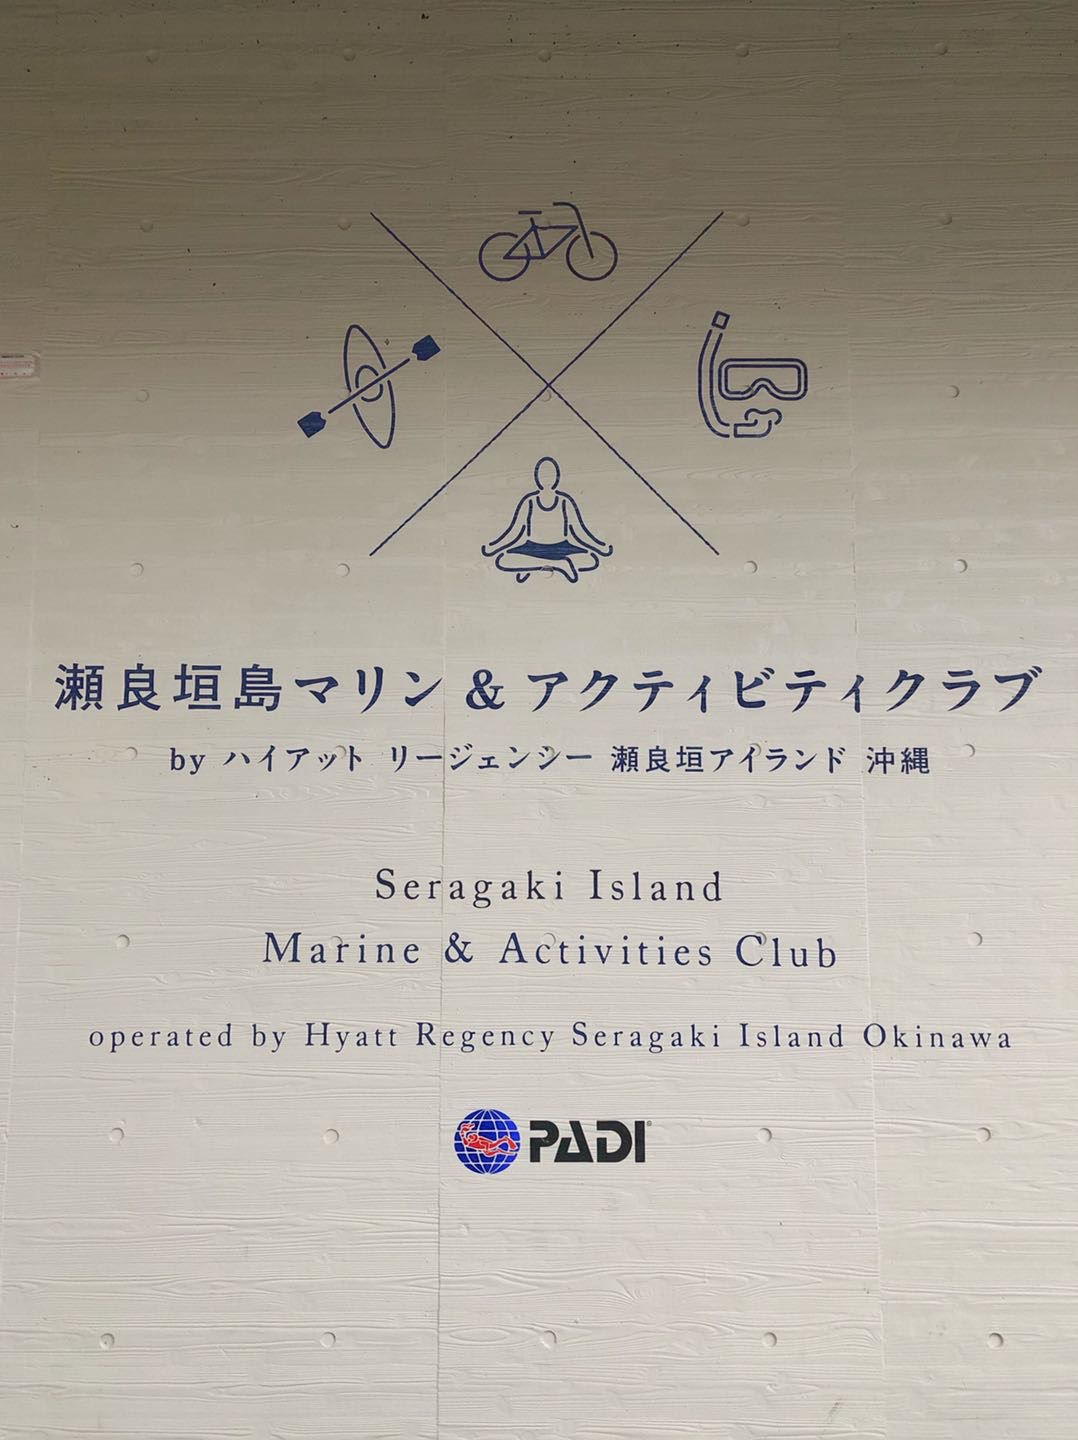 瀬良垣島マリン&アクティビティクラブ
by ハイアット リージェンシー 瀬良垣アイランド 沖縄
Seragaki Island
Marine & Activities Club
operated by Hyatt Regency Seragaki Island Okinawa
PADI®